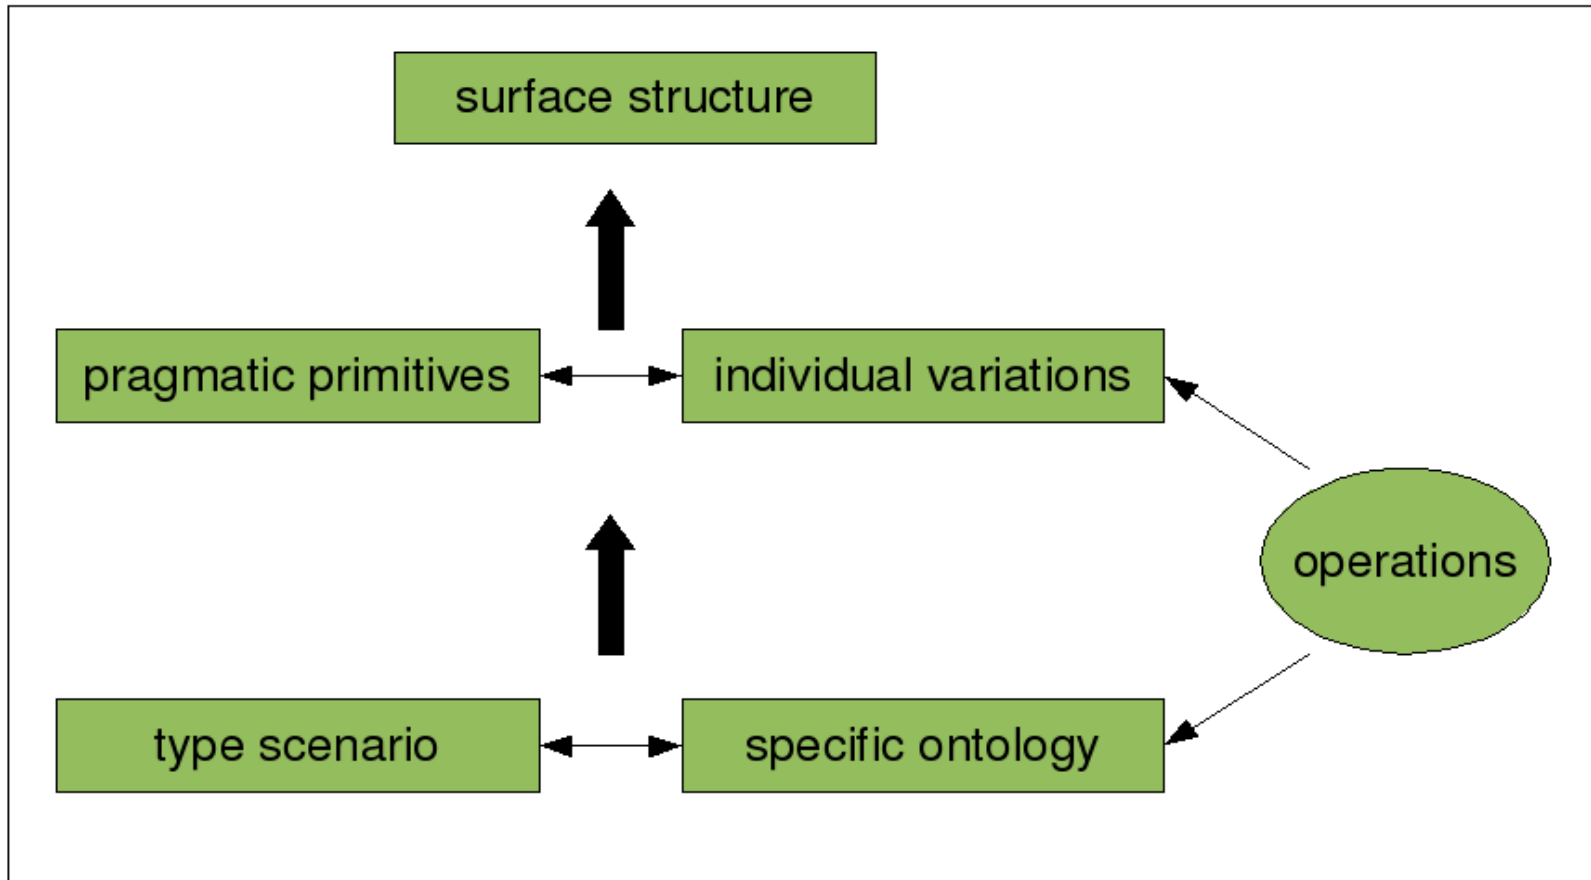 surface structure
pragmatic primitives
individual variations
operations
type scenario
specific ontology